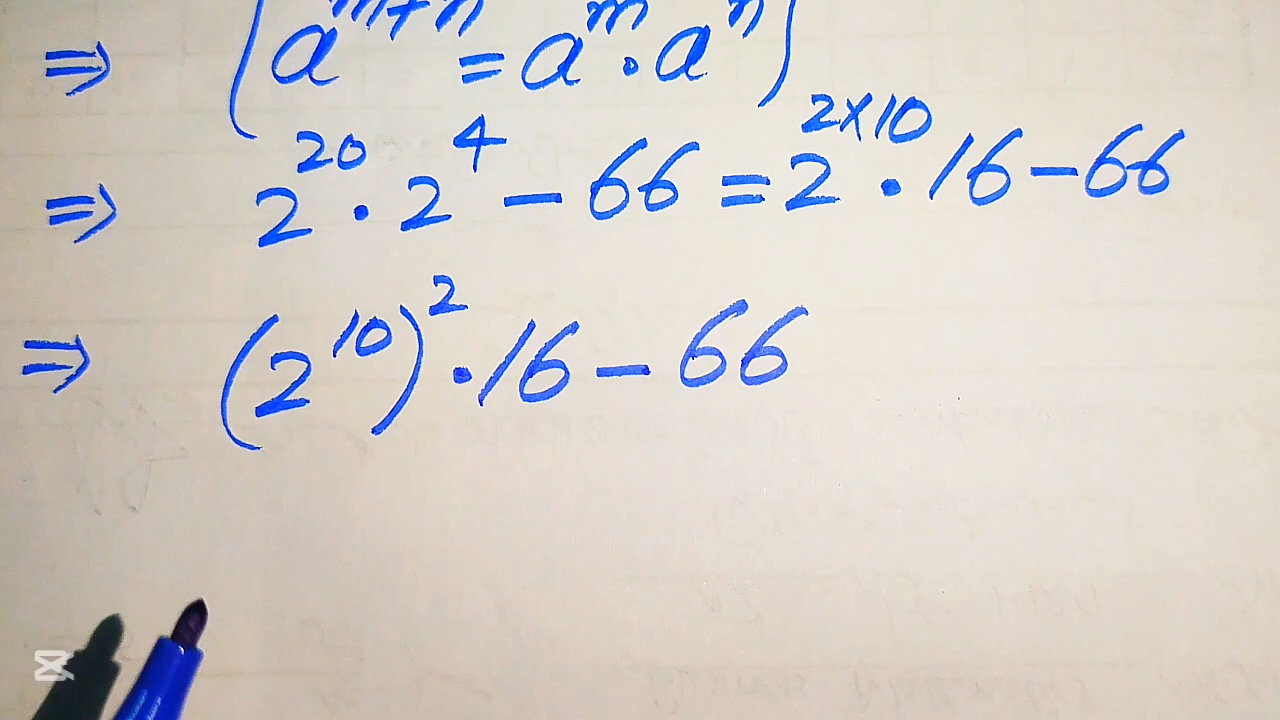 ⇒ [a^{m+n} = a^m · a^n]
⇒ 2^{20} · 2^4 − 66 = 2^{2×10} · 16 − 66
⇒ (2^{10})^2 · 16 − 66